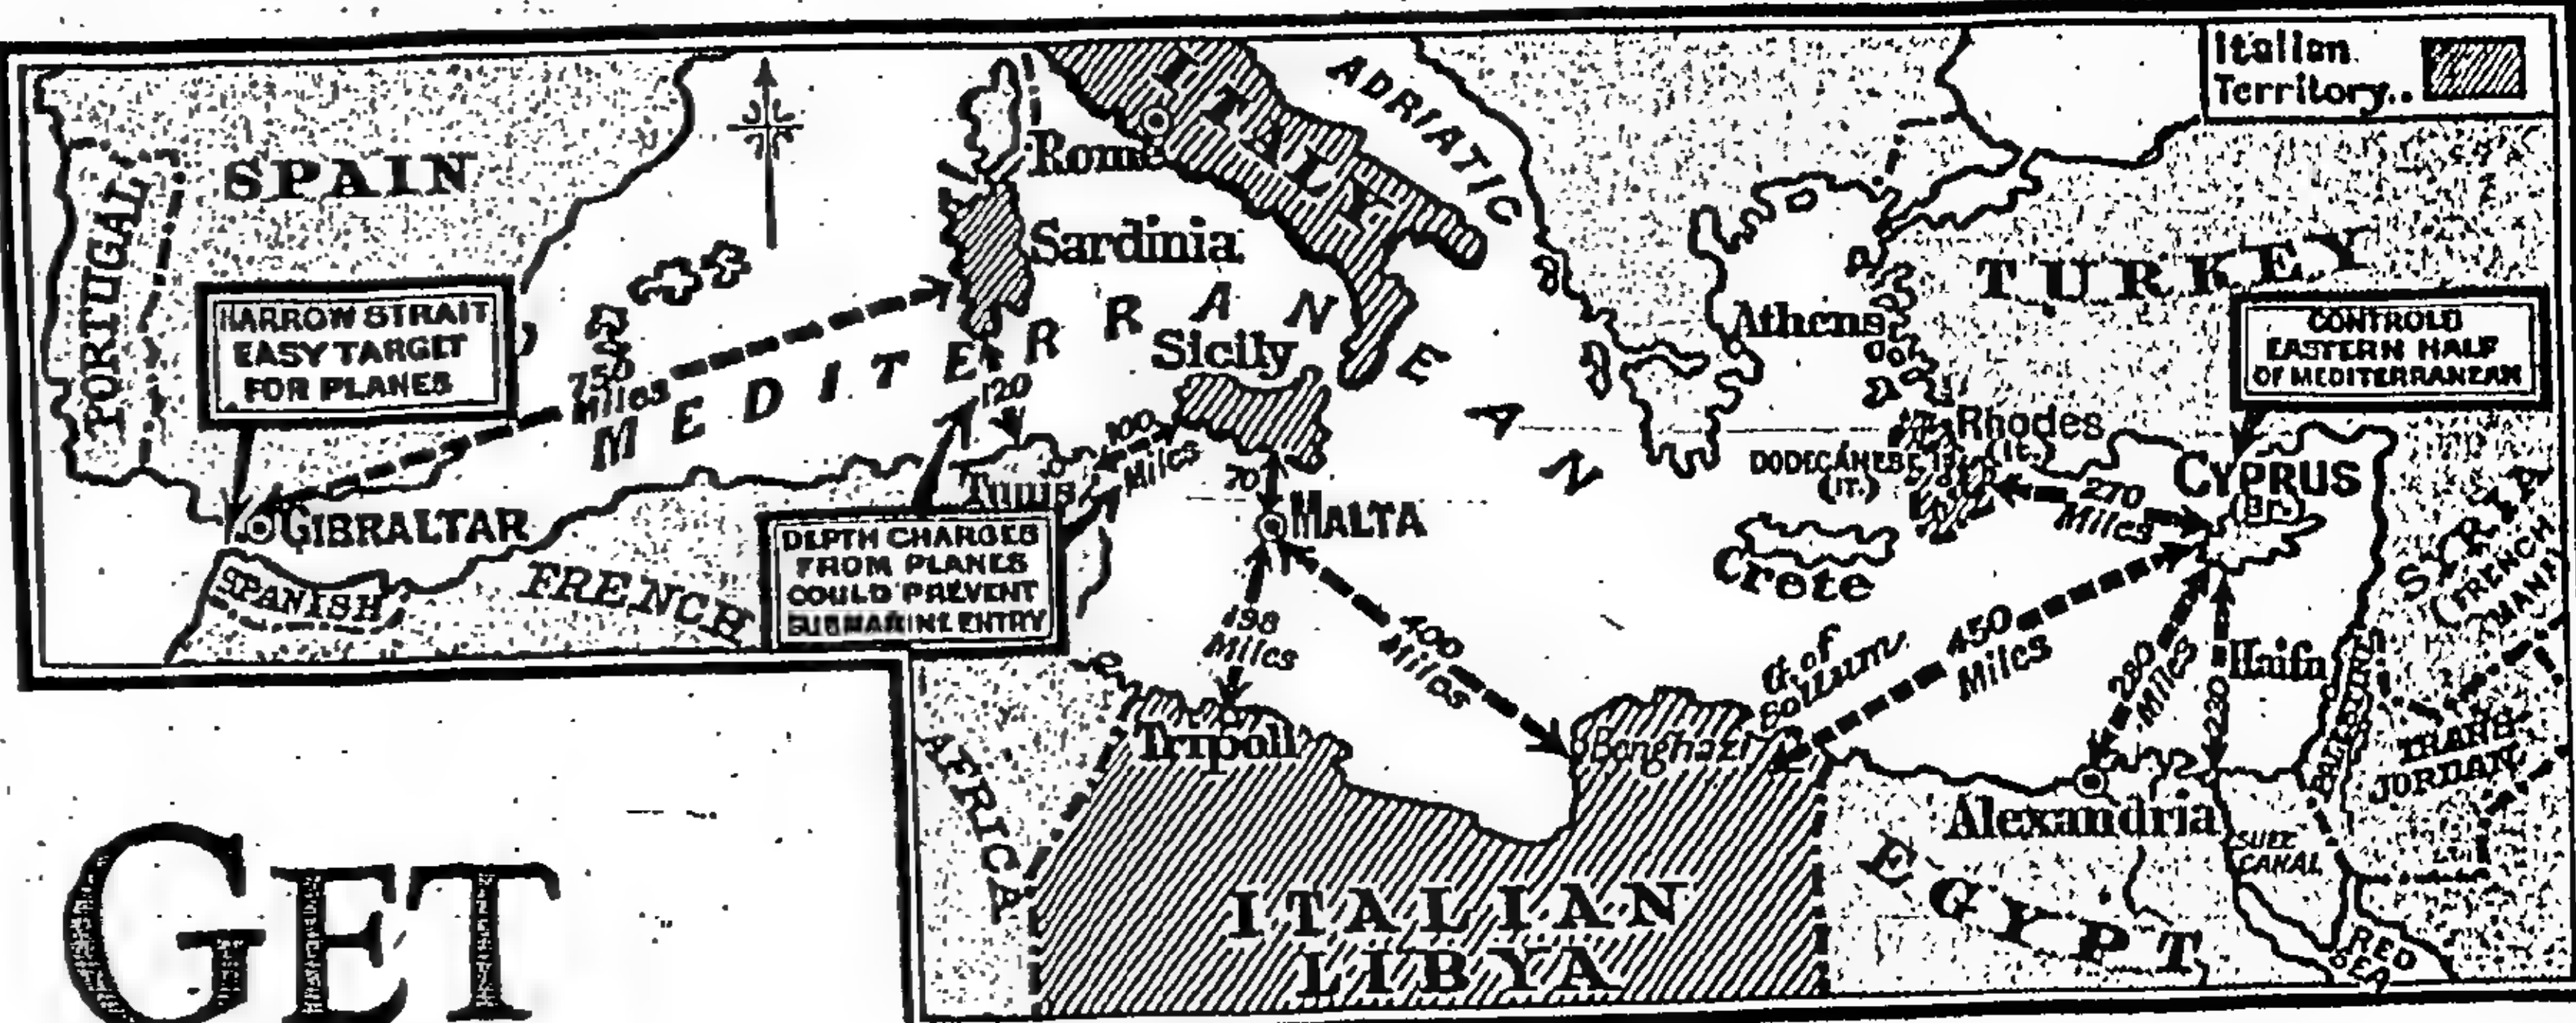 Italian
Territory..
ITALY
ADRIATIC
SPAIN
PORTUGAL
Rome
Sardinia
TURKEY
NARROW STRAIT
EASY TARGET
FOR PLANES
CONTROLS
EASTERN HALF
OF MEDITERRANEAN
Athens
Sicily
750
Miles
MEDITERRANEAN
120
100
Miles
70
Rhodes
(It.)
DODECANESE
(IT.)
CYPRUS
(Br.)
270
Miles
Tunis
GIBRALTAR
MALTA
DEPTH CHARGES
FROM PLANES
COULD PREVENT
SUBMARINE ENTRY
Crete
SYRIA
(FRENCH
SPANISH
FRENCH
AFRICA
198
Miles
400
Miles
G. of
Sollum
450
Miles
280
Miles
230
Haifa
PALESTINE
TRANS
JORDAN
Tripoli
Benghazi
Alexandria
SUEZ
CANAL
EGYPT
ITALIAN
LIBYA
RED
SEA
GET